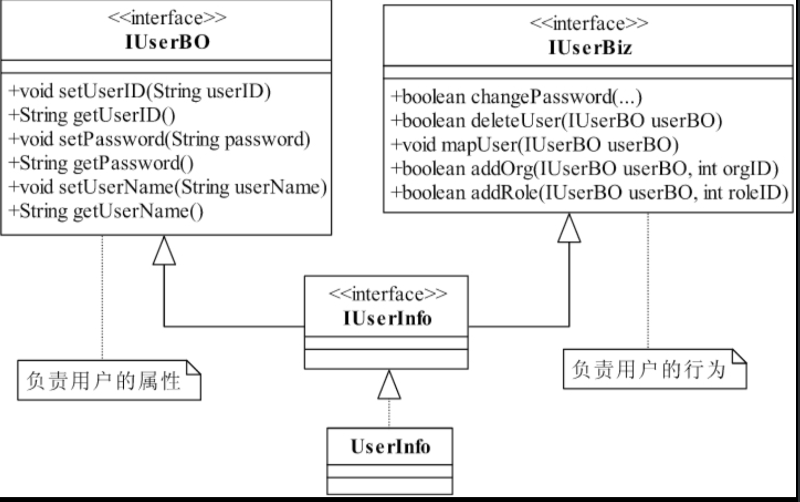 <<interface>>
IUserBO
+void setUserID(String userID)
+String getUserID()
+void setPassword(String password)
+String getPassword()
+void setUserName(String userName)
+String getUserName()
<<interface>>
IUserBiz
+boolean changePassword(...)
+boolean deleteUser(IUserBO userBO)
+void mapUser(IUserBO userBO)
+boolean addOrg(IUserBO userBO, int orgID)
+boolean addRole(IUserBO userBO, int roleID)
<<interface>>
IUserInfo
负责用户的属性
负责用户的行为
UserInfo